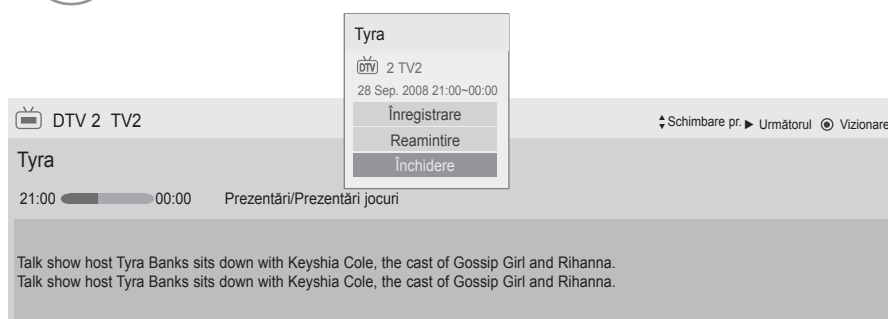 Tyra
DTV 2 TV2
28 Sep. 2008 21:00~00:00
Înregistrare
Reamintire
Închidere
DTV 2 TV2
Schimbare pr. Următorul Vizionare
Tyra
21:00 00:00 Prezentări/Prezentări jocuri
Talk show host Tyra Banks sits down with Keyshia Cole, the cast of Gossip Girl and Rihanna.
Talk show host Tyra Banks sits down with Keyshia Cole, the cast of Gossip Girl and Rihanna.